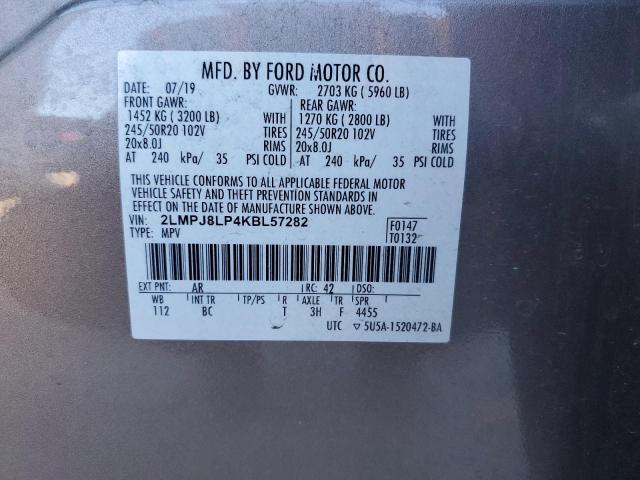 MFD. BY FORD MOTOR CO.
DATE: 07/19 GVWR: 2703 KG ( 5960 LB)
FRONT GAWR: REAR GAWR:
1452 KG ( 3200 LB) WITH 1270 KG ( 2800 LB) WITH
245/50R20 102V TIRES 245/50R20 102V TIRES
20x8.0J RIMS 20x8.0J RIMS
AT 240 kPa/ 35 PSI COLD AT 240 kPa/ 35 PSI COLD
THIS VEHICLE CONFORMS TO ALL APPLICABLE FEDERAL MOTOR
VEHICLE SAFETY AND THEFT PREVENTION STANDARDS IN
EFFECT ON THE DATE OF MANUFACTURE SHOWN ABOVE.
VIN: 2LMPJ8LP4KBL57282 F0147
TYPE: MPV T0132
EXT PNT: AR RC: 42 DSO:
WB INT TR TP/PS R AXLE TR SPR
112 BC T 3H F 4455
UTC ▽ 5U5A-1520472-BA